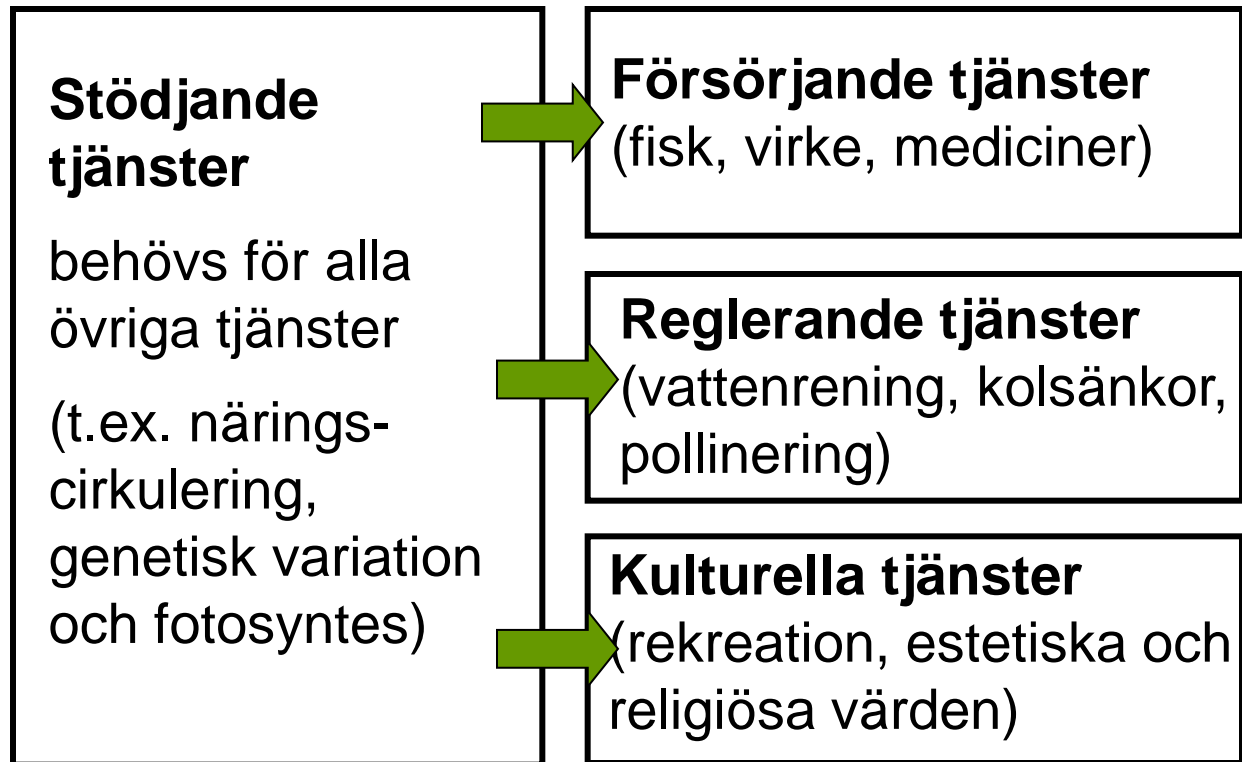 Stödjande
tjänster
behövs för alla
övriga tjänster
(t.ex. närings-
cirkulering,
genetisk variation
och fotosyntes)
Försörjande tjänster
(fisk, virke, mediciner)
Reglerande tjänster
(vattenrening, kolsänkor,
pollinering)
Kulturella tjänster
(rekreation, estetiska och
religiösa värden)